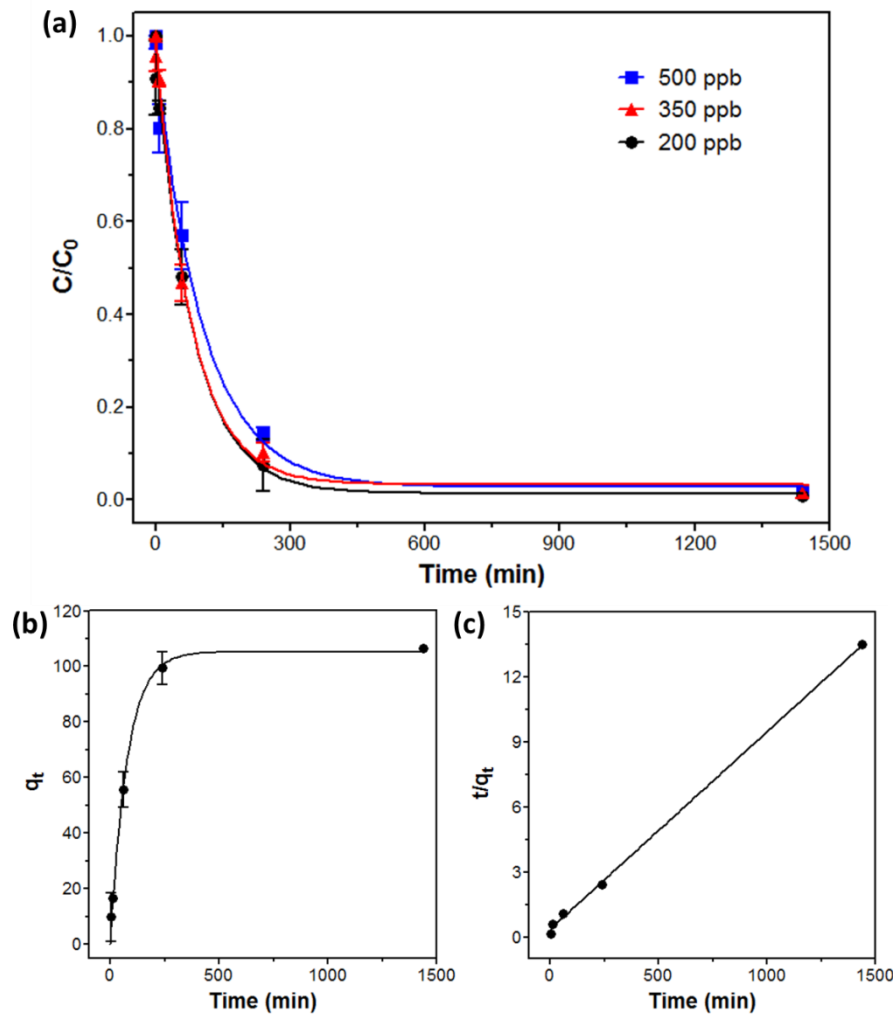 (a)
500 ppb
350 ppb
200 ppb
C/C0
1.0
0.8
0.6
0.4
0.2
0.0
0 300 600 900 1200 1500
Time (min)
(b)
qt
120
100
80
60
40
20
0
0 500 1000 1500
Time (min)
(c)
t/qt
15
12
9
6
3
0
0 500 1000 1500
Time (min)